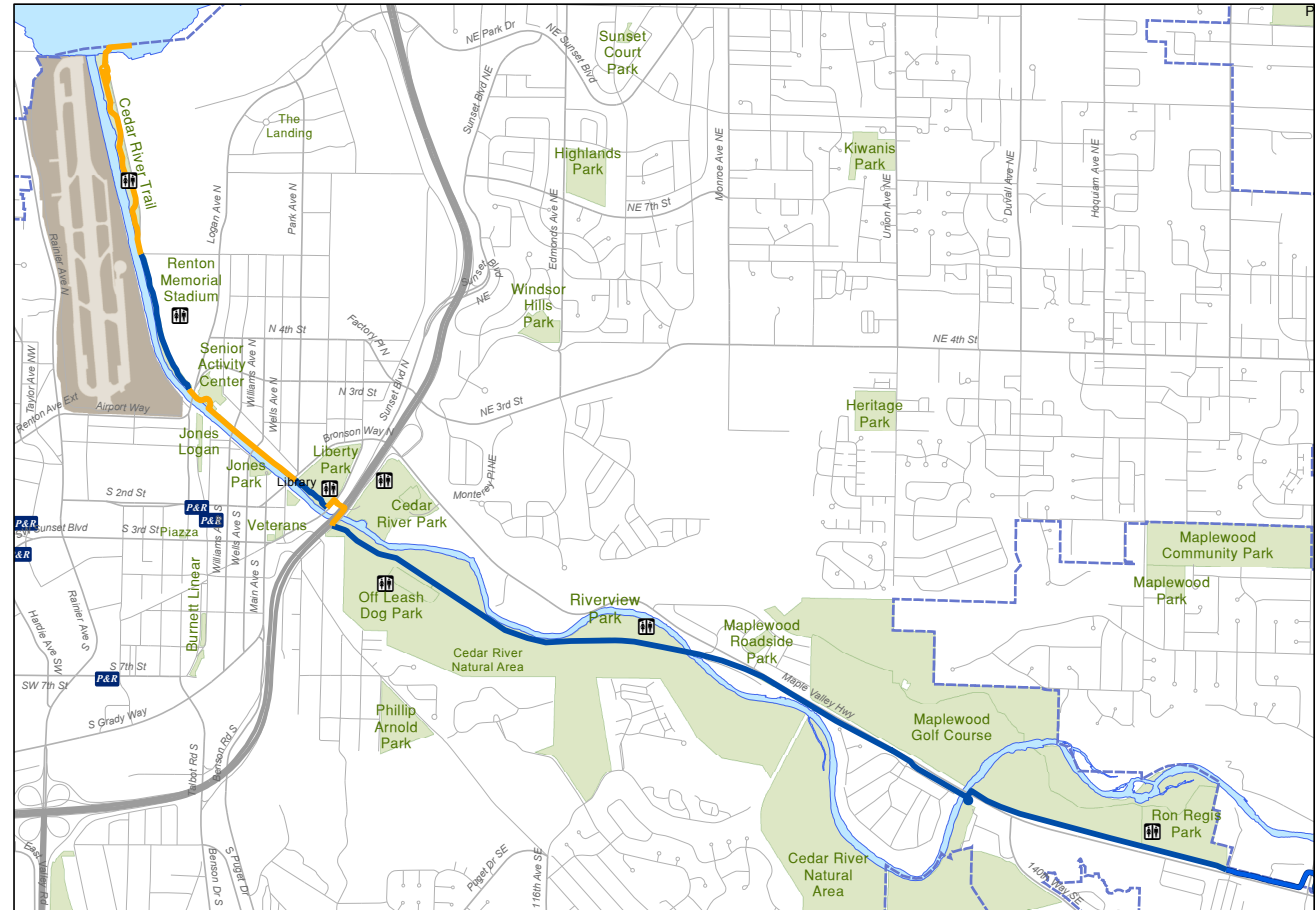 P
NE Park Dr
NE Sunset Blvd
Sunset
Court
Park
Sunset Blvd NE
Cedar River Trail
The
Landing
Highlands
Park
Kiwanis
Park
Monroe Ave NE
Union Ave NE
Duval Ave NE
Hoquiam Ave NE
NE 7th St
Edmonds Ave NE
Logan Ave N
Park Ave N
Rainier Ave N
Renton
Memorial
Stadium
Sunset Blvd
NE
Windsor
Hills
Park
Factory Pl N
N 4th St
NE 4th St
Senior
Activity
Center
Williams Ave N
Wells Ave N
N 3rd St
Sunset Blvd N
NE 3rd St
Taylor Ave NW
Renton Ave Ext
Airport Way
Heritage
Park
Jones
Logan
Bronson Way N
Liberty
Park
Jones
Park
Library
Monterey Pl NE
S 2nd St
P&R
P&R
P&R
&R
Cedar
River Park
SW Sunset Blvd
S 3rd St
Piazza
Veterans
Williams Ave S
Wells Ave S
Main Ave S
Burnett Linear
Maplewood
Community Park
Maplewood
Park
Off Leash
Dog Park
Riverview
Park
Maplewood
Roadside
Park
Hardie Ave SW
Rainier Ave S
Cedar River
Natural Area
S 7th St
SW 7th St
P&R
Maple Valley Hwy
S Grady Way
Phillip
Arnold
Park
Maplewood
Golf Course
Talbot Rd S
Benson Rd S
Ron Regis
Park
East Valley Rd
Benson Dr S
S Puget Dr
Puget Dr SE
116th Ave SE
Cedar River
Natural
Area
140th Way SE